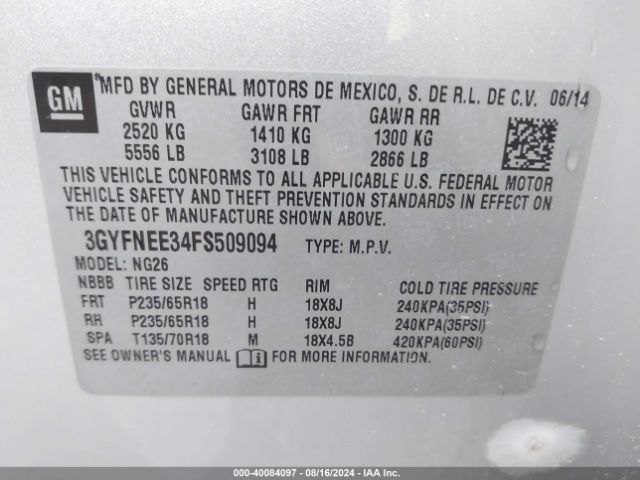 GM
MFD BY GENERAL MOTORS DE MEXICO, S. DE R.L. DE C.V. 06/14
GVWR GAWR FRT GAWR RR
2520 KG 1410 KG 1300 KG
5556 LB 3108 LB 2866 LB
THIS VEHICLE CONFORMS TO ALL APPLICABLE U.S. FEDERAL MOTOR
VEHICLE SAFETY AND THEFT PREVENTION STANDARDS IN EFFECT ON
THE DATE OF MANUFACTURE SHOWN ABOVE.
3GYFNEE34FS509094 TYPE: M.P.V.
MODEL: NG26
NBBB TIRE SIZE SPEED RTG RIM COLD TIRE PRESSURE
FRT P235/65R18 H 18X8J 240KPA(35PSI)
RR P235/65R18 H 18X8J 240KPA(35PSI)
SPA T135/70R18 M 18X4.5B 420KPA(60PSI)
SEE OWNER'S MANUAL FOR MORE INFORMATION.
000-40084097 - 08/16/2024 - IAA Inc.